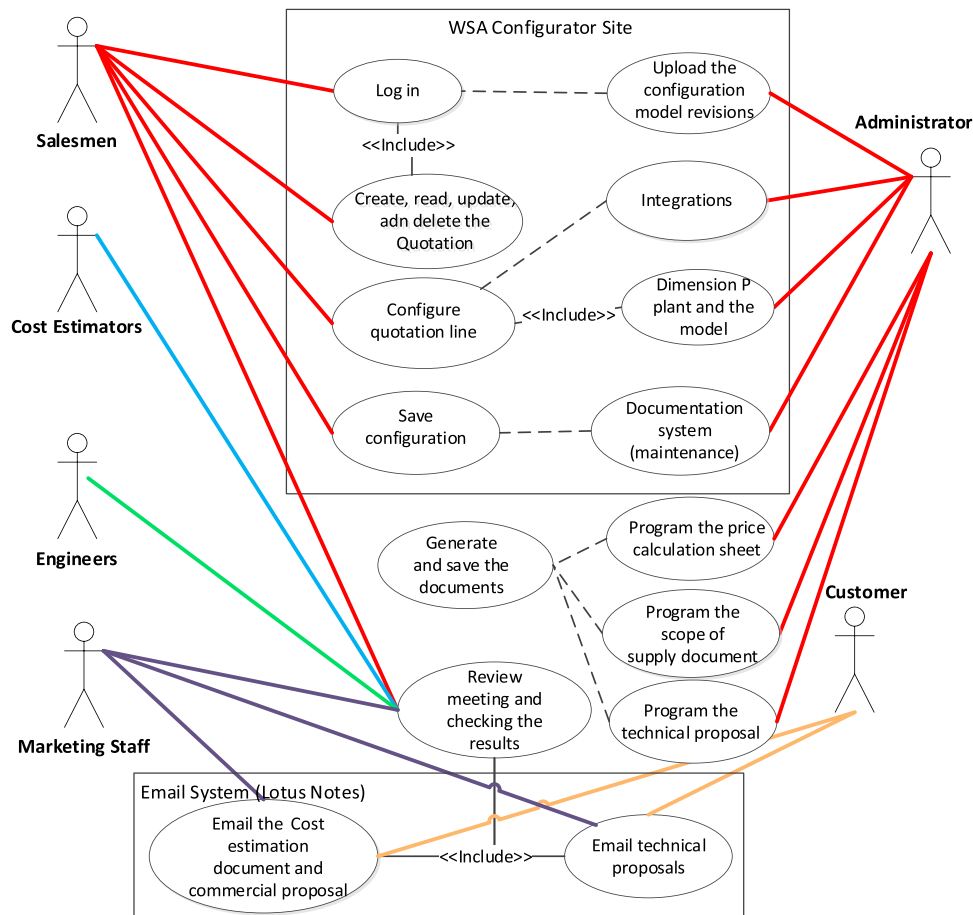 WSA Configurator Site
Salesmen
Log in
Upload the
configuration
model revisions
Administrator
<<Include>>
Create, read, update,
adn delete the
Quotation
Integrations
Cost Estimators
Configure
quotation line
<<Include>>
Dimension P
plant and the
model
Save
configuration
Documentation
system
(maintenance)
Engineers
Generate
and save the
documents
Program the price
calculation sheet
Customer
Program the
scope of
supply document
Marketing Staff
Review
meeting and
checking the
results
Program the
technical proposal
Email System (Lotus Notes)
Email the Cost
estimation
document and
commercial proposal
<<Include>>
Email technical
proposals